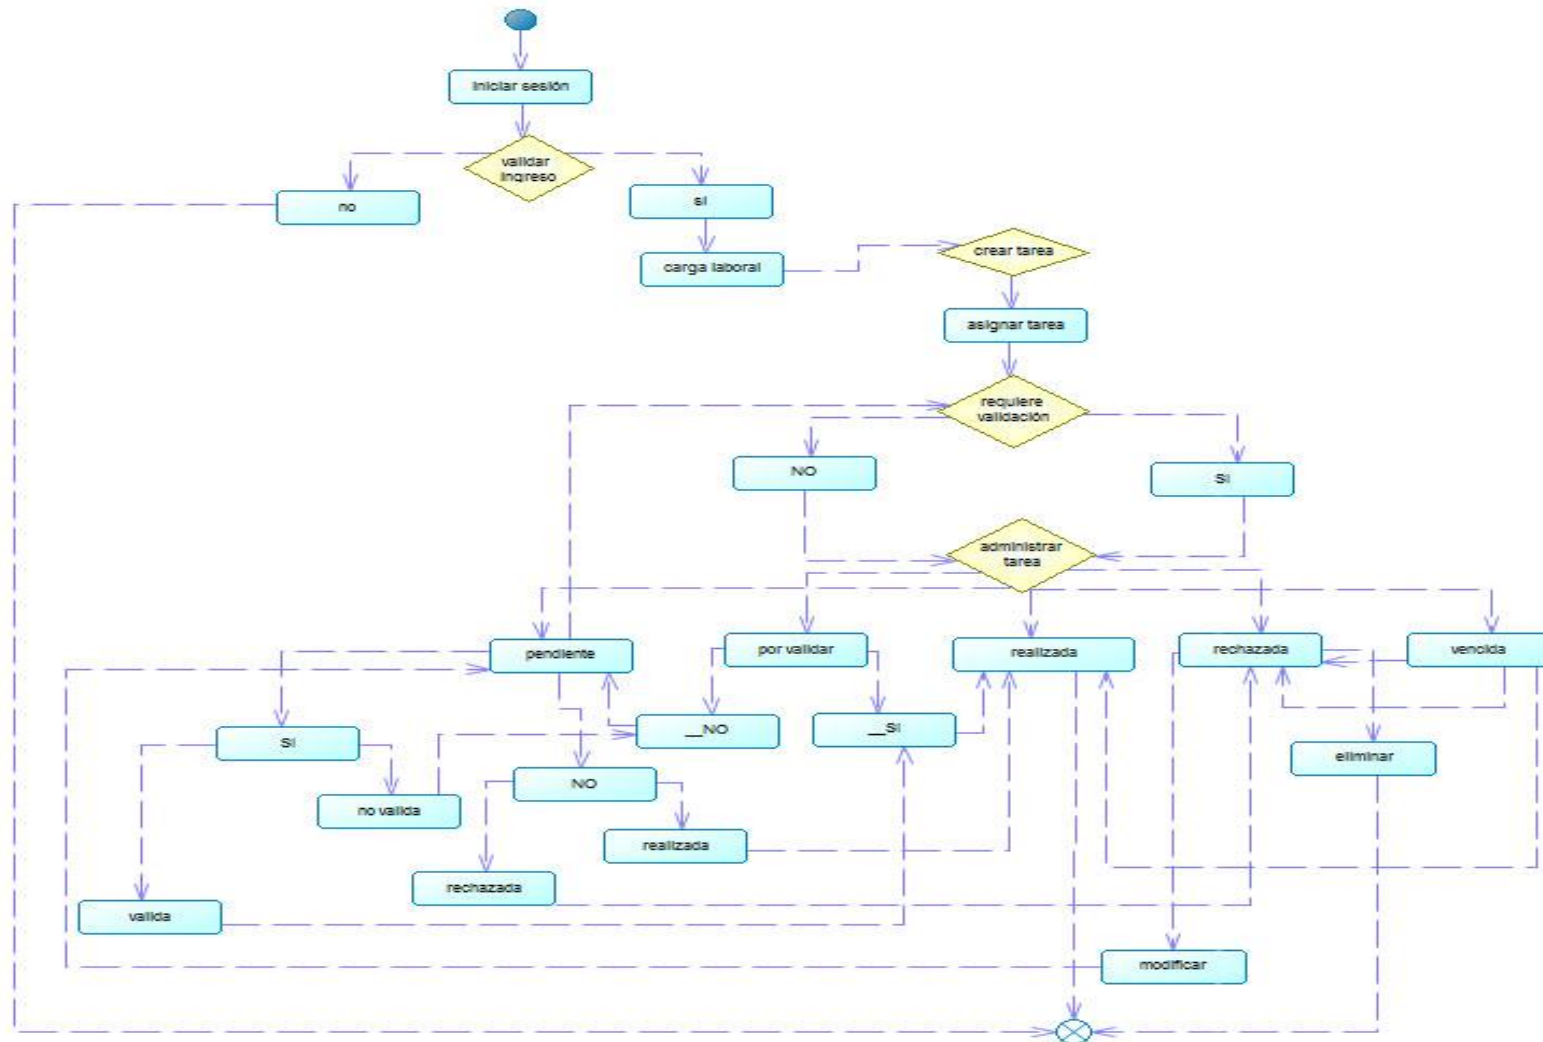 iniciar sesión
validar
ingreso
no
si
carga laboral
crear tarea
asignar tarea
requiere
validación
NO
SI
administrar
tarea
pendiente
por validar
realizada
rechazada
vencida
SI
__NO
__SI
eliminar
NO
no valida
realizada
rechazada
valida
modificar